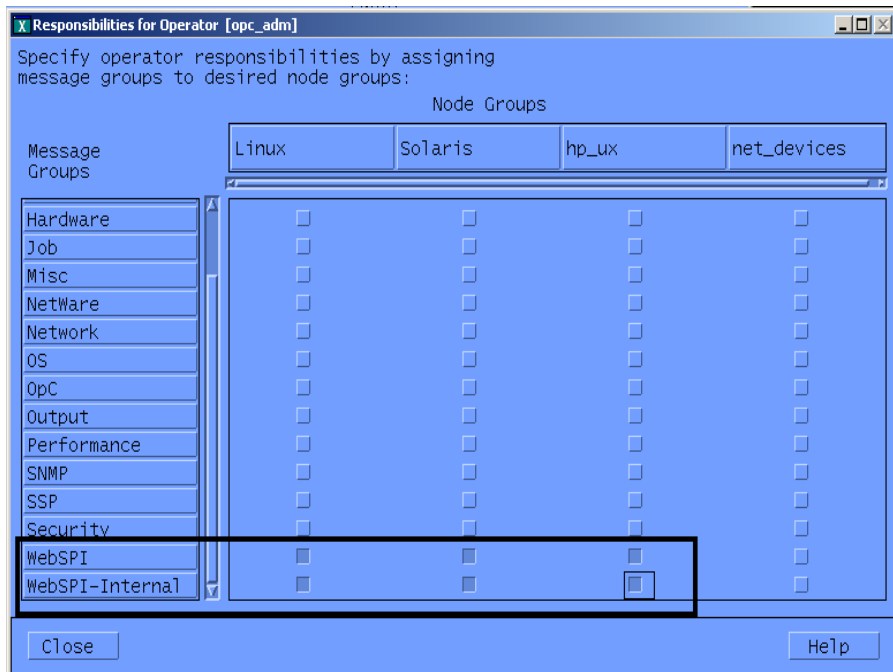 Responsibilities for Operator [opc_adm]
Specify operator responsibilities by assigning
message groups to desired node groups:
Node Groups
Message
Groups
Linux
Solaris
hp_ux
net_devices
Hardware
Job
Misc
NetWare
Network
OS
OpC
Output
Performance
SNMP
SSP
Security
WebSPI
WebSPI-Internal
Close
Help